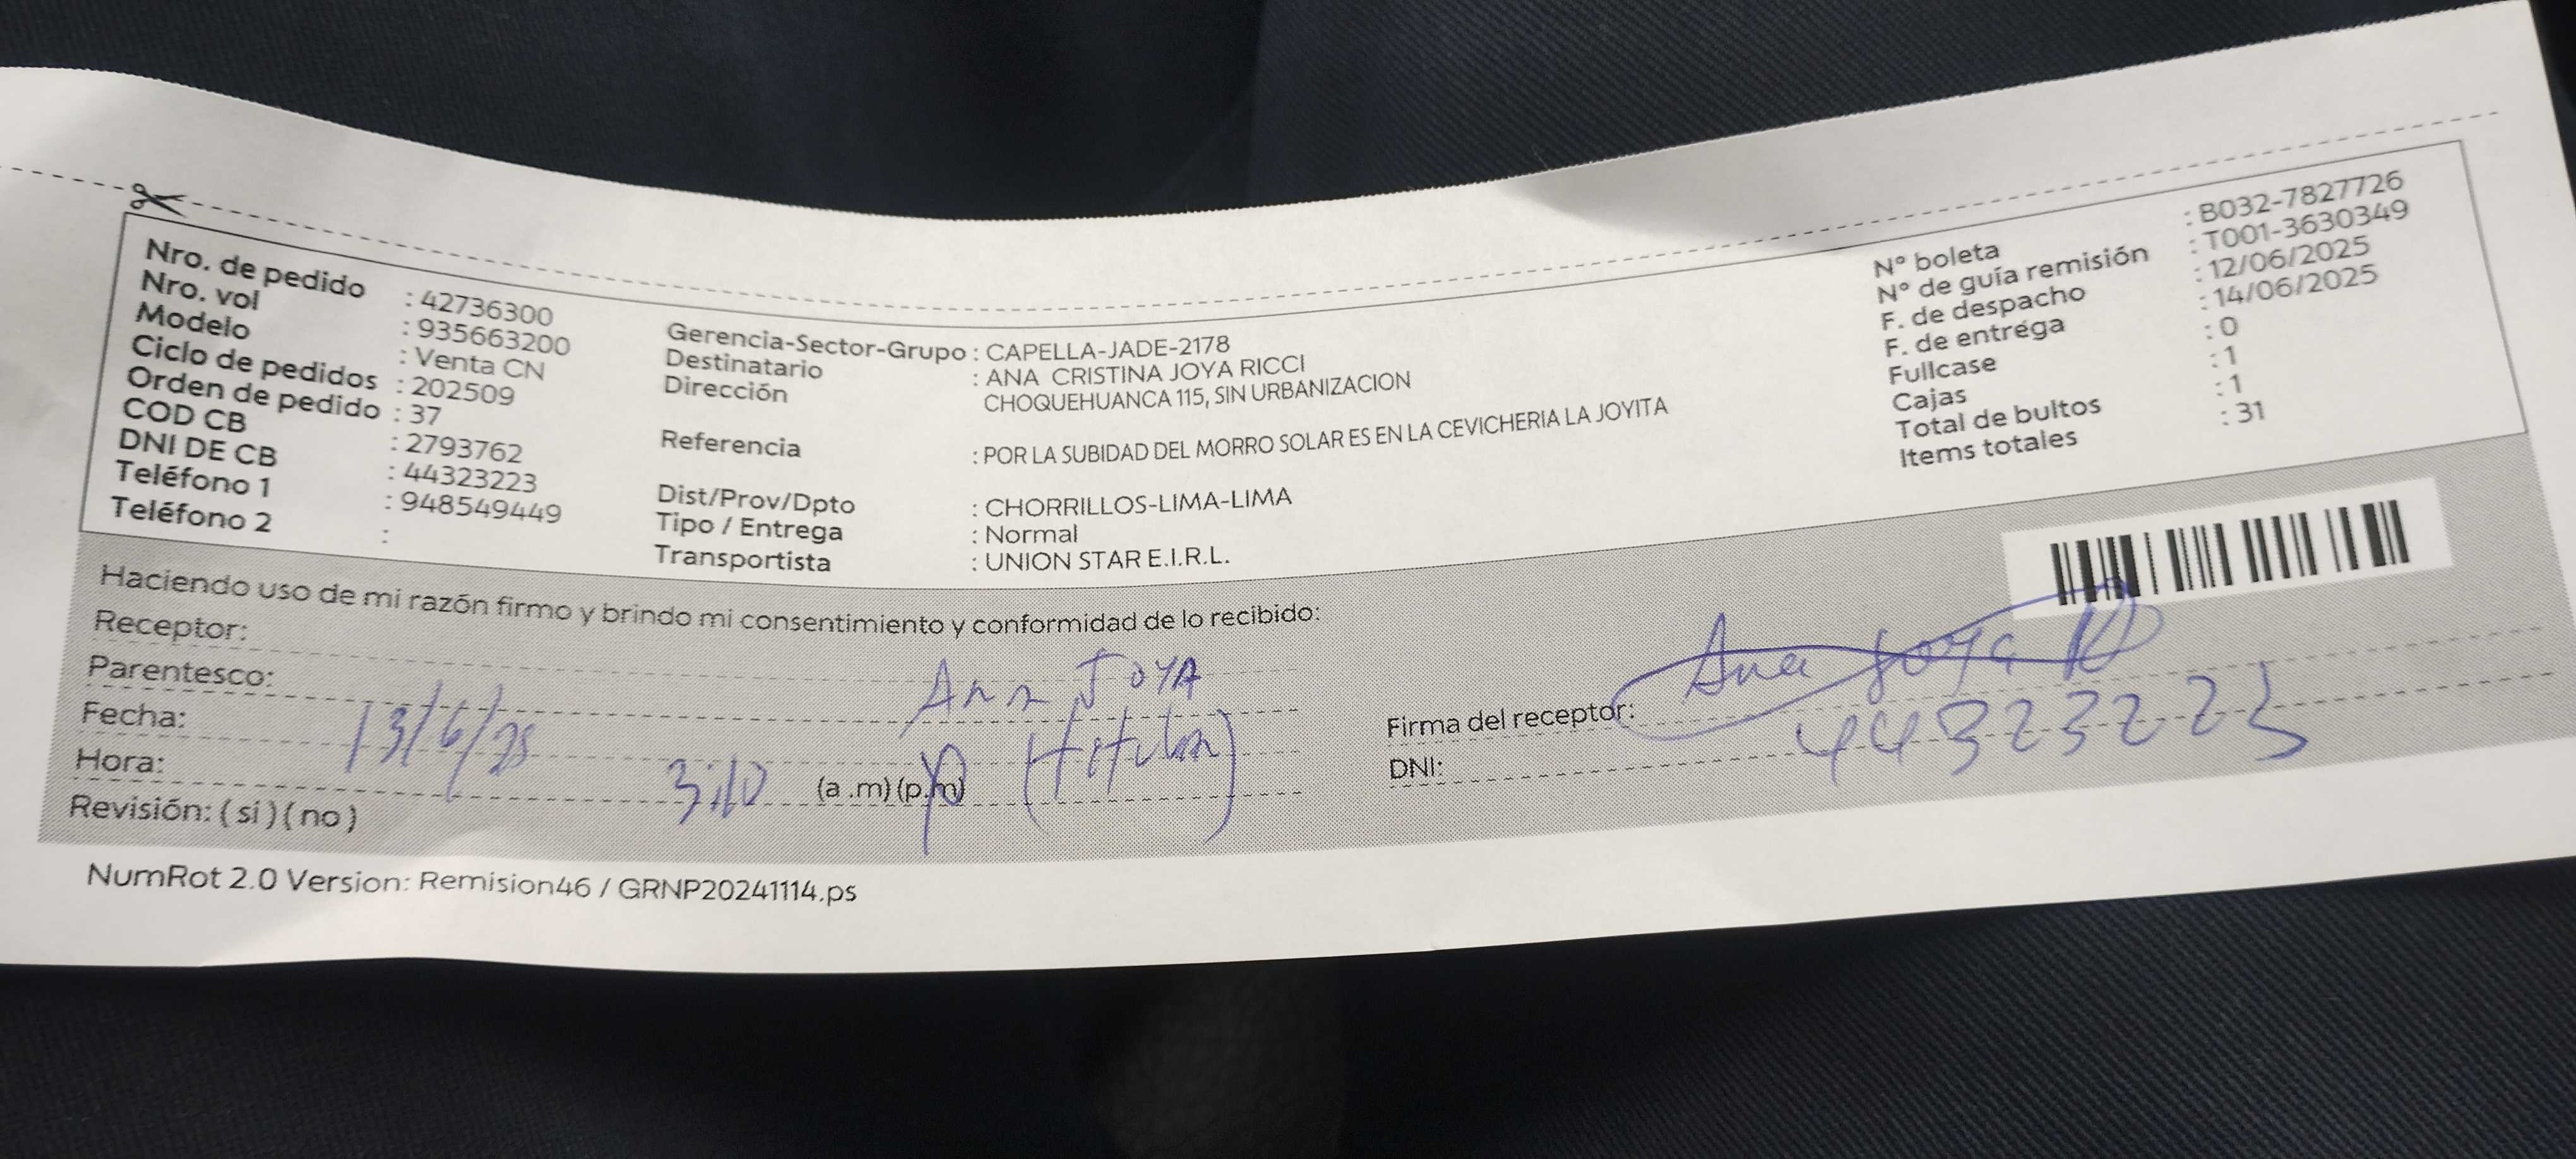 Nro. de pedido : 42736300
Nro. vol : 935663200
Modelo : Venta CN
Ciclo de pedidos : 202509
Orden de pedido : 37
COD CB : 2793762
DNI DE CB : 44323223
Teléfono 1 : 948549449
Teléfono 2 :
Gerencia-Sector-Grupo : CAPELLA-JADE-2178
Destinatario : ANA CRISTINA JOYA RICCI
Dirección CHOQUEHUANCA 115, SIN URBANIZACION
Referencia : POR LA SUBIDAD DEL MORRO SOLAR ES EN LA CEVICHERIA LA JOYITA
Dist/Prov/Dpto : CHORRILLOS-LIMA-LIMA
Tipo / Entrega : Normal
Transportista : UNION STAR E.I.R.L.
N° boleta : B032-7827726
N° de guía remisión : T001-3630349
F. de despacho : 12/06/2025
F. de entrega : 14/06/2025
Fullcase : 0
Cajas : 1
Total de bultos : 1
Items totales : 31
Haciendo uso de mi razón firmo y brindo mi consentimiento y conformidad de lo recibido:
Receptor: Ana JOYA
Parentesco: (titular)
Fecha: 13/6/25
Hora: 3:10 (a .m) (p.m)
Revisión: ( si ) ( no )
Firma del receptor: Ana Joya R
DNI: 44323223
NumRot 2.0 Version: Remision46 / GRNP20241114.ps